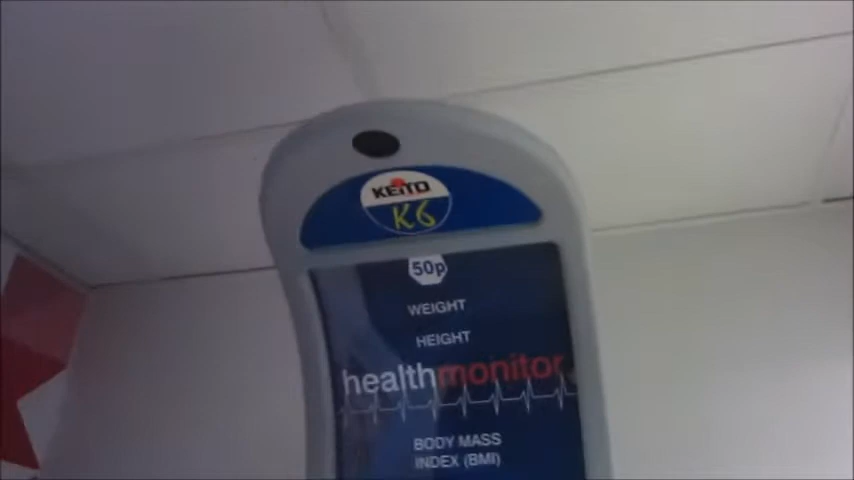 KEITO
K6
50p
WEIGHT
HEIGHT
healthmonitor
BODY MASS
INDEX (BMI)